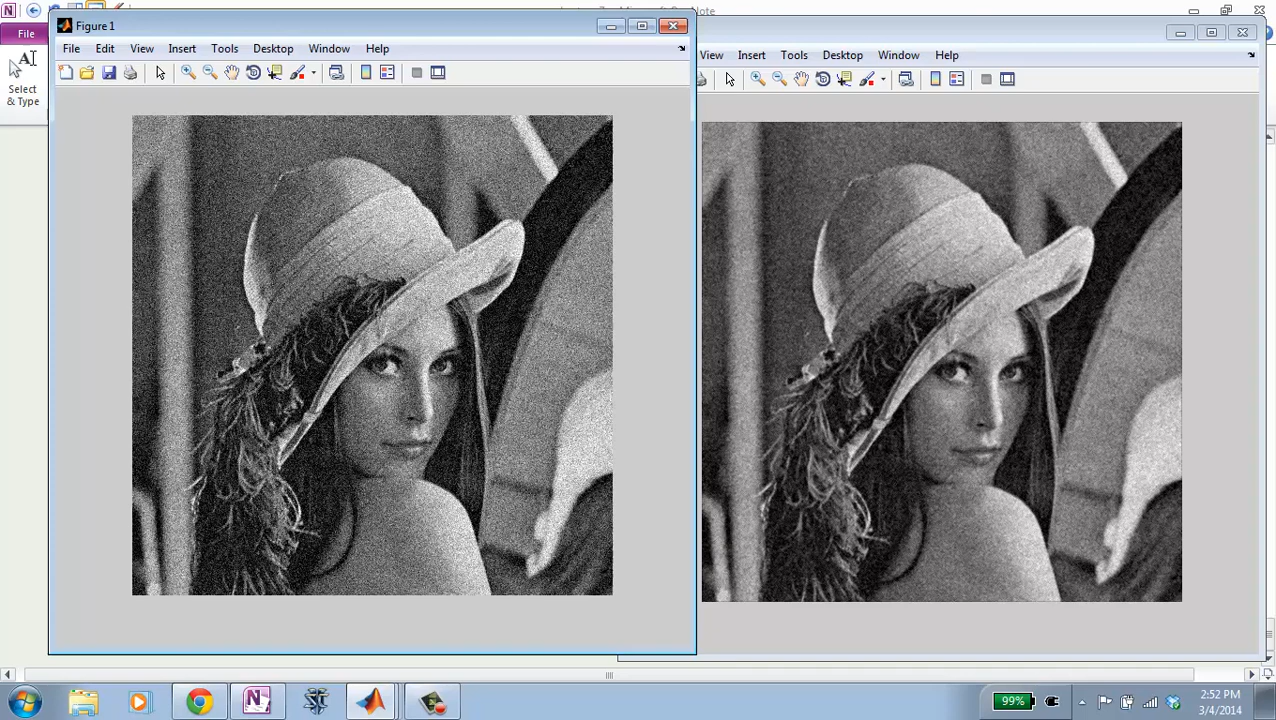 Figure 1
File Edit View Insert Tools Desktop Window Help
View Insert Tools Desktop Window Help
File
A
Select
& Type
99%
2:52 PM
3/4/2014